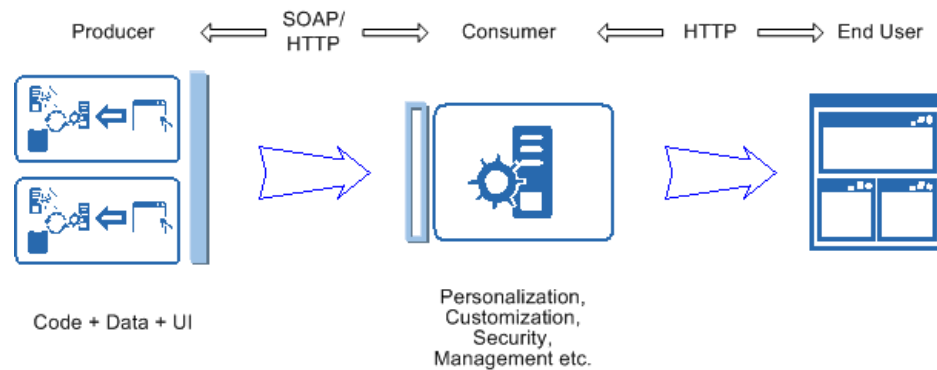 Producer
SOAP/
HTTP
Consumer
HTTP
End User
Code + Data + UI
Personalization,
Customization,
Security,
Management etc.